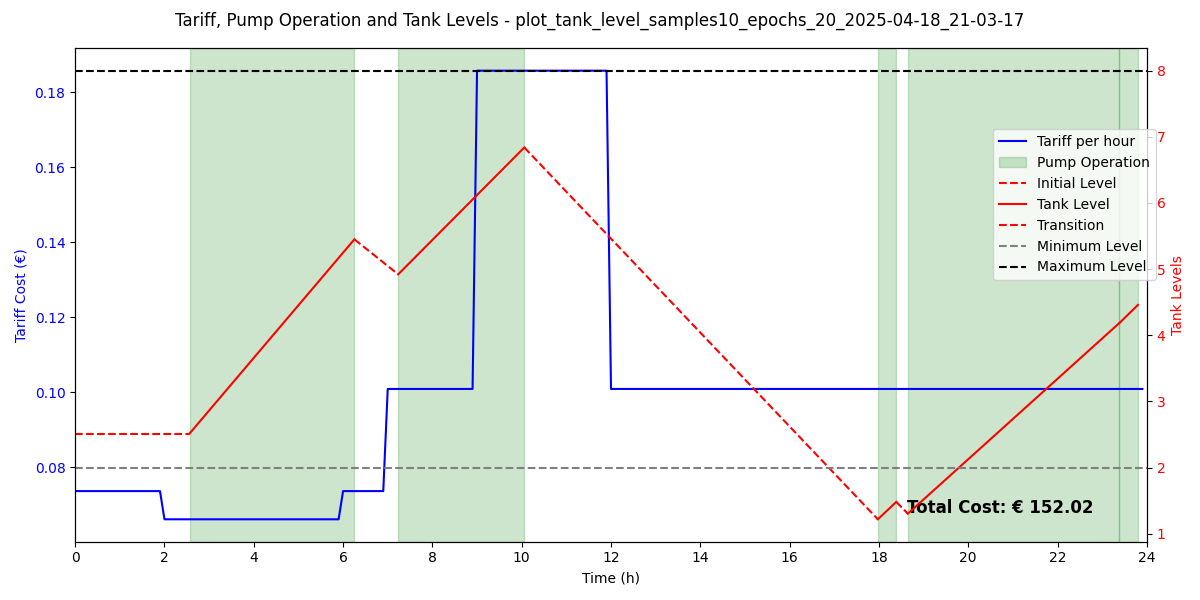 Tariff, Pump Operation and Tank Levels - plot_tank_level_samples10_epochs_20_2025-04-18_21-03-17
0.18
0.16
0.14
0.12
0.10
0.08
Tariff Cost (€)
8
7
6
5
4
3
2
1
Tank Levels
Tariff per hour
Pump Operation
Initial Level
Tank Level
Transition
Minimum Level
Maximum Level
Total Cost: € 152.02
0 2 4 6 8 10 12 14 16 18 20 22 24
Time (h)